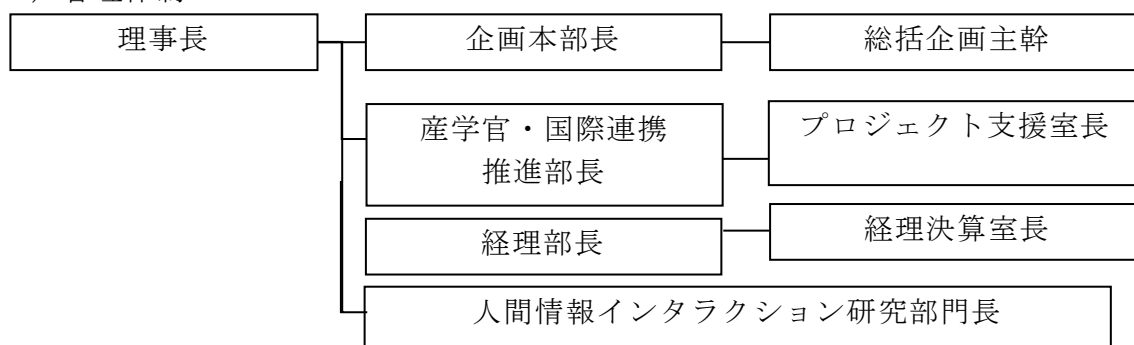 理事長
企画本部長
総括企画主幹
産学官・国際連携
推進部長
プロジェクト支援室長
経理部長
経理決算室長
人間情報インタラクション研究部門長